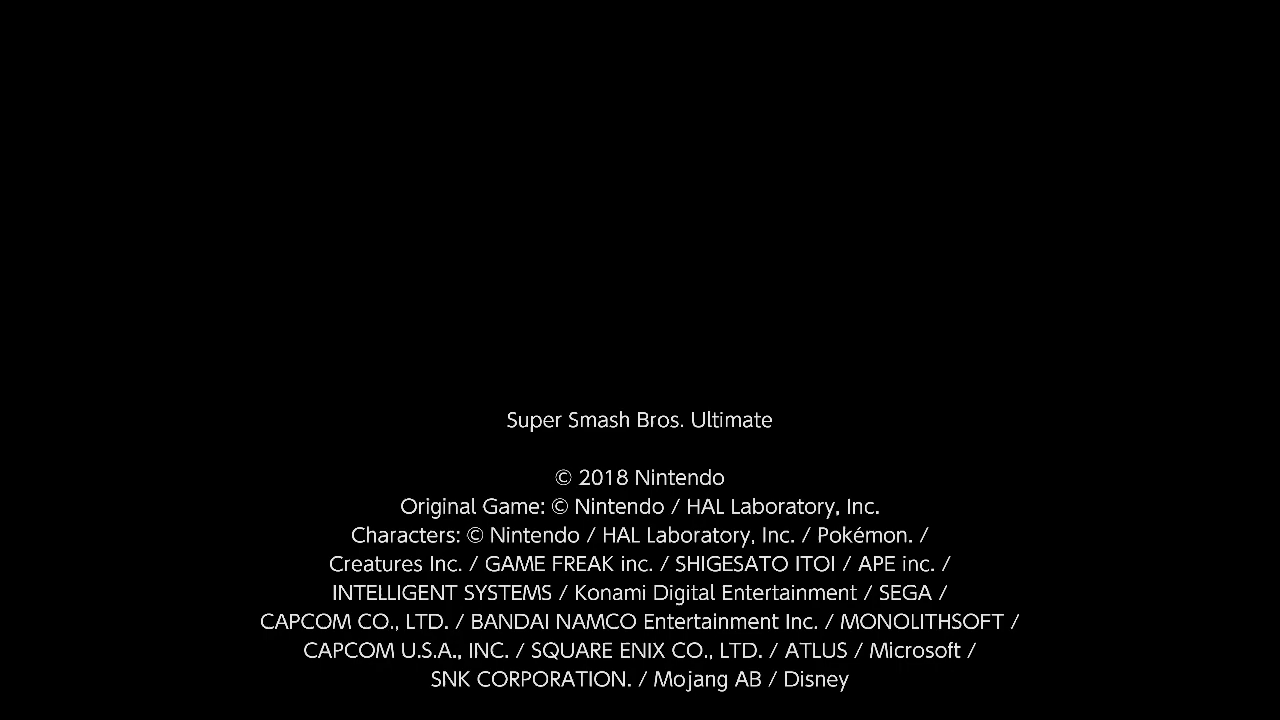 Super Smash Bros. Ultimate
© 2018 Nintendo
Original Game: © Nintendo / HAL Laboratory, Inc.
Characters: © Nintendo / HAL Laboratory, Inc. / Pokémon. /
Creatures Inc. / GAME FREAK inc. / SHIGESATO ITOI / APE inc. /
INTELLIGENT SYSTEMS / Konami Digital Entertainment / SEGA /
CAPCOM CO., LTD. / BANDAI NAMCO Entertainment Inc. / MONOLITHSOFT /
CAPCOM U.S.A., INC. / SQUARE ENIX CO., LTD. / ATLUS / Microsoft /
SNK CORPORATION. / Mojang AB / Disney